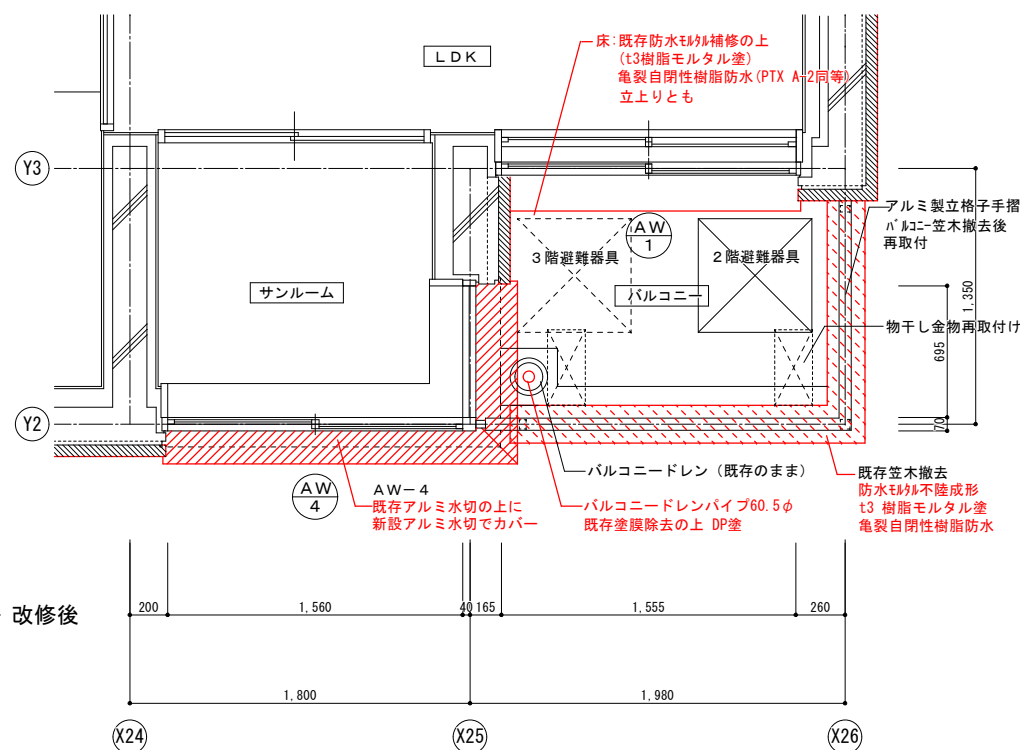 床:既存防水ﾓﾙﾀﾙ補修の上
(t3樹脂モルタル塗)
亀裂自閉性樹脂防水(PTX A-2同等)
立上りとも
LDK
Y3
アルミ製立格子手摺
ﾊﾞﾙｺﾆｰ笠木撤去後
再取付
AW
1
3階避難器具
2階避難器具
サンルーム
バルコニー
1,350
695
物干し金物再取付け
Y2
70
バルコニードレン(既存のまま)
既存笠木撤去
防水ﾓﾙﾀﾙ不陸成形
t3 樹脂モルタル塗
亀裂自閉性樹脂防水
AW
4
AW-4
既存アルミ水切の上に
新設アルミ水切でカバー
バルコニードレンパイプ60.5φ
既存塗膜除去の上 DP塗
改修後
200
1,560
40
165
1,555
260
1,800
1,980
X24
X25
X26